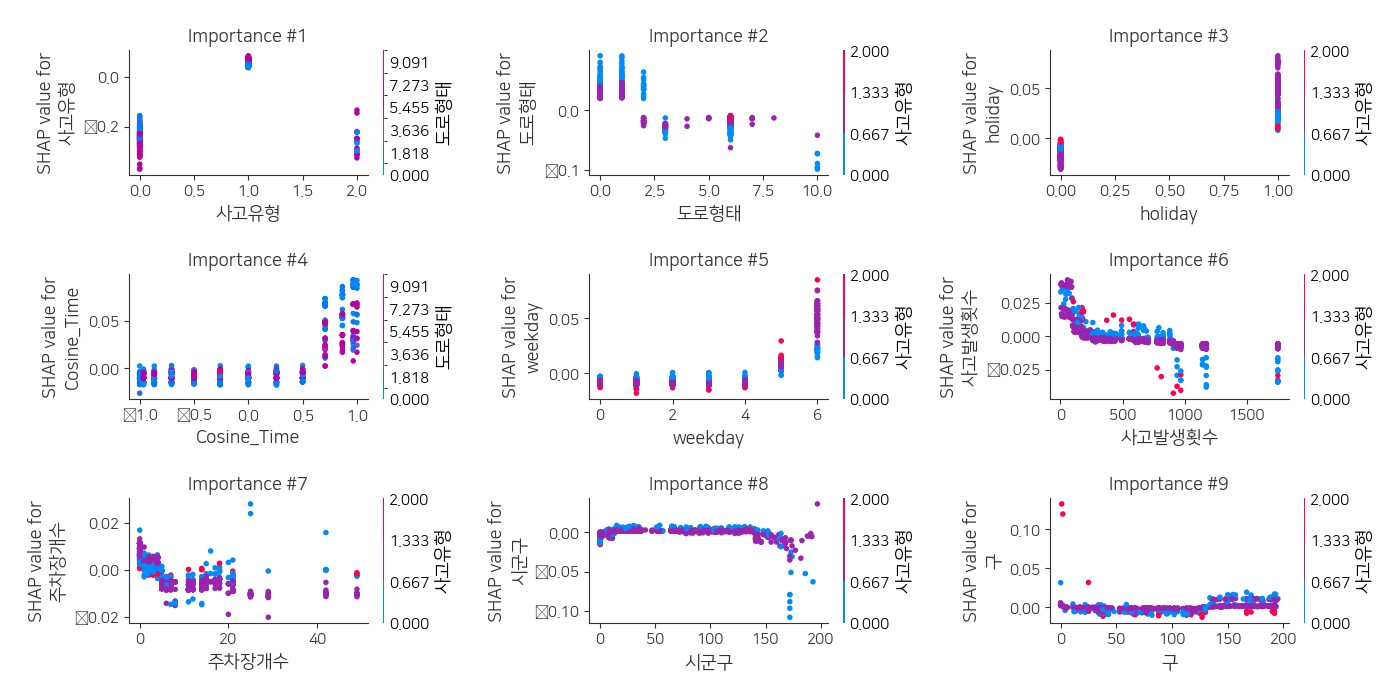 Importance #1
SHAP value for
사고유형
0.0
0.2
0.0
0.5
1.0
1.5
2.0
사고유형
9.091
7.273
5.455
3.636
1.818
0.000
도로형태
Importance #2
SHAP value for
도로형태
0.0
0.1
0.0
2.5
5.0
7.5
10.0
도로형태
2.000
1.333
0.667
0.000
사고유형
Importance #3
SHAP value for
holiday
0.05
0.00
0.00
0.25
0.50
0.75
1.00
holiday
2.000
1.333
0.667
0.000
사고유형
Importance #4
SHAP value for
Cosine_Time
0.05
0.00
1.0
0.5
0.0
0.5
1.0
Cosine_Time
9.091
7.273
5.455
3.636
1.818
0.000
도로형태
Importance #5
SHAP value for
weekday
0.05
0.00
0
2
4
6
weekday
2.000
1.333
0.667
0.000
사고유형
Importance #6
SHAP value for
사고발생횟수
0.025
0.000
0.025
0
500
1000
1500
사고발생횟수
2.000
1.333
0.667
0.000
사고유형
Importance #7
SHAP value for
주차장개수
0.02
0.00
0.02
0
20
40
주차장개수
2.000
1.333
0.667
0.000
사고유형
Importance #8
SHAP value for
시군구
0.00
0.05
0.10
0
50
100
150
200
시군구
2.000
1.333
0.667
0.000
사고유형
Importance #9
SHAP value for
구
0.10
0.05
0.00
0
50
100
150
200
구
2.000
1.333
0.667
0.000
사고유형